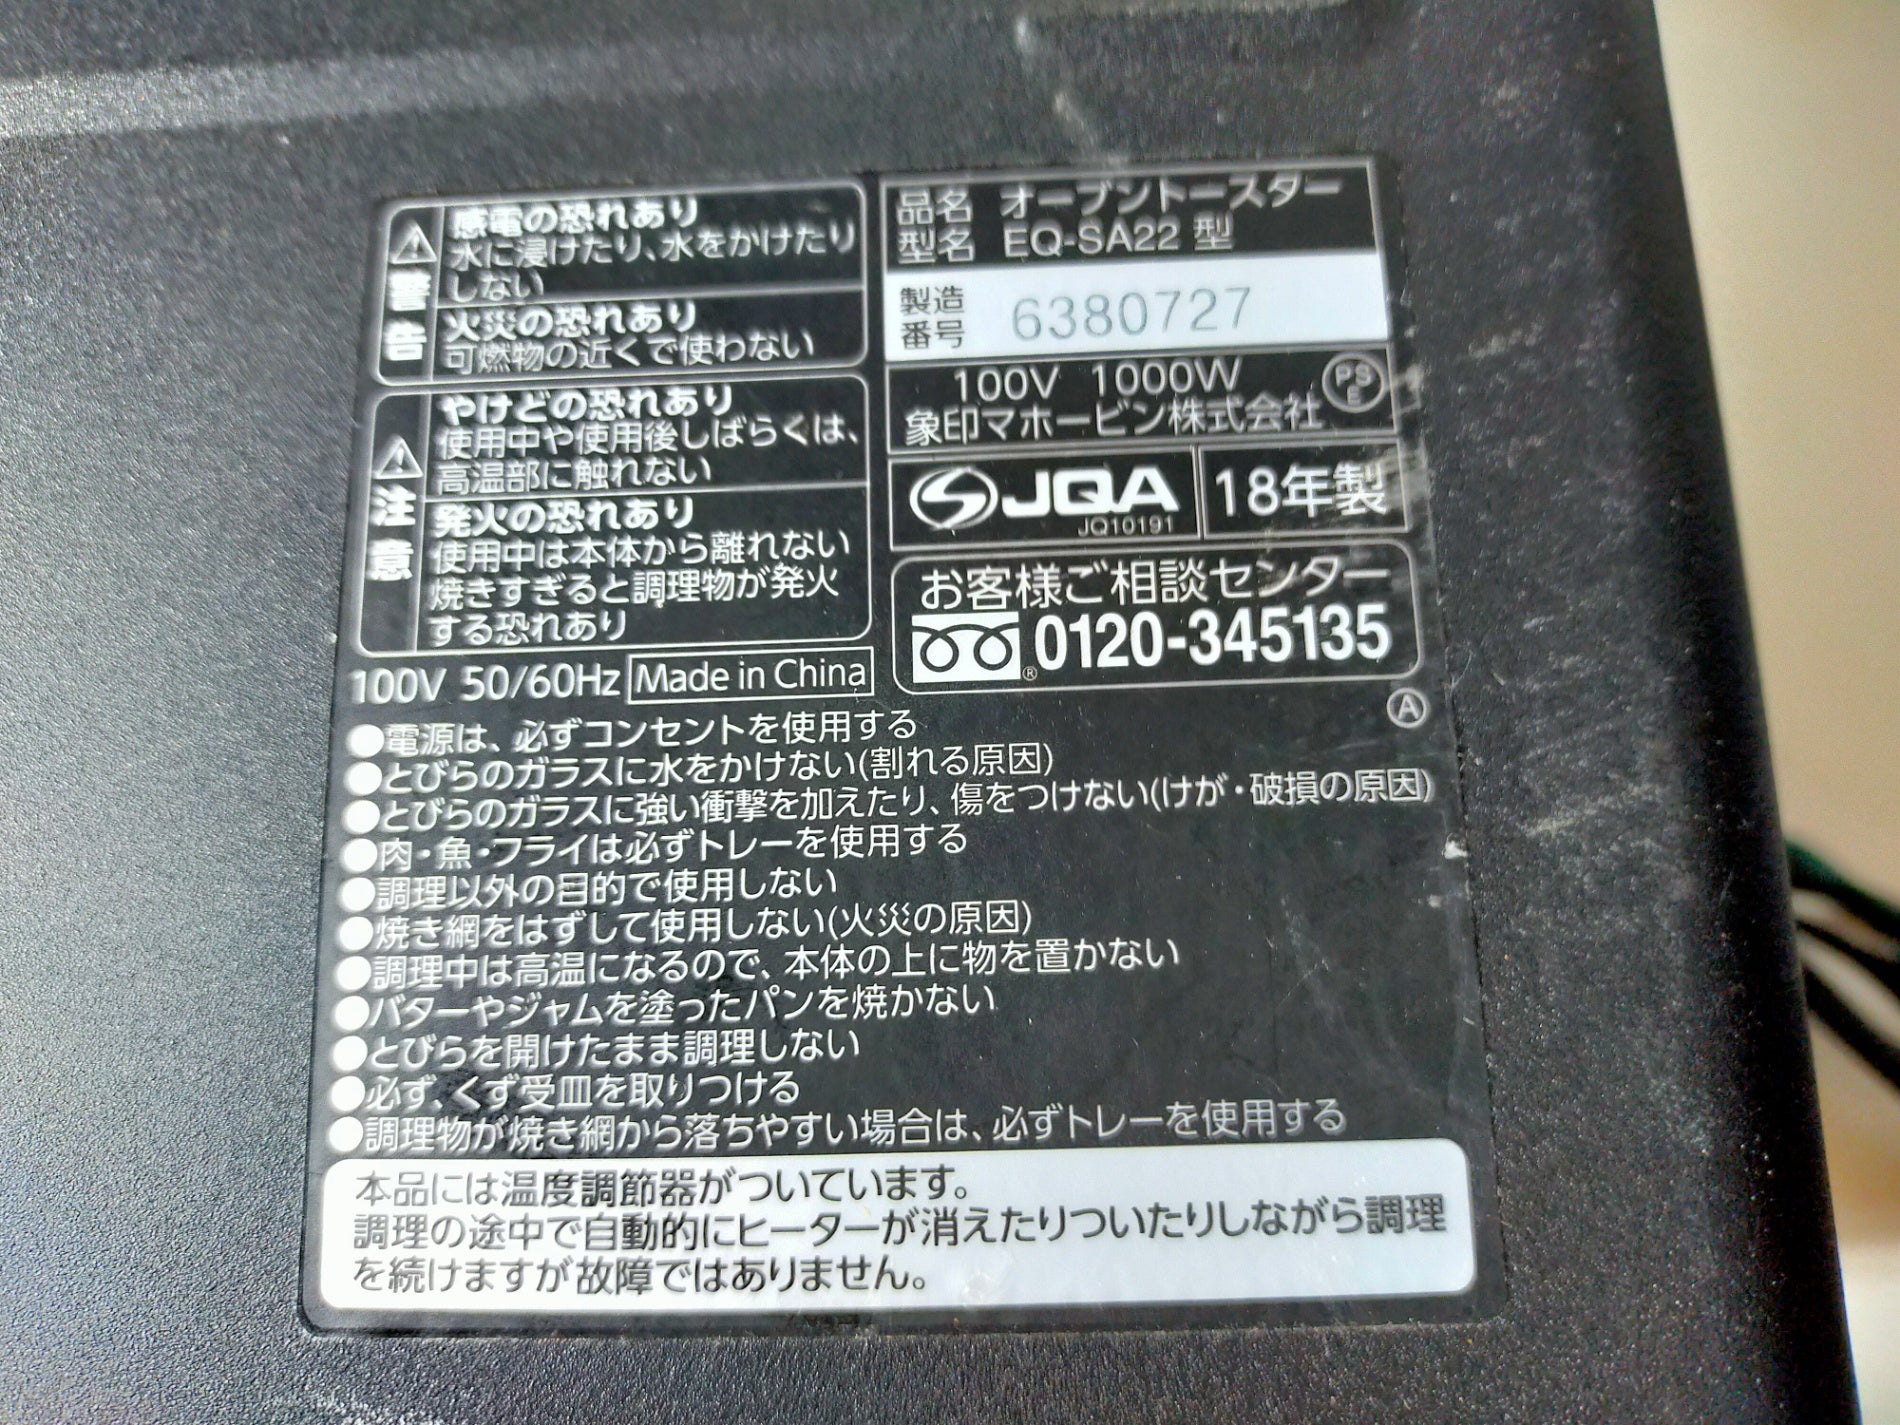 警告
感電の恐れあり
水に浸けたり、水をかけたり
しない
火災の恐れあり
可燃物の近くで使わない
注意
やけどの恐れあり
使用中や使用後しばらくは、
高温部に触れない
発火の恐れあり
使用中は本体から離れない
焼きすぎると調理物が発火
する恐れあり
100V 50/60Hz Made in China
品名 オーブントースター
型名 EQ-SA22 型
製造番号 6380727
100V 1000W
PSE
象印マホービン株式会社
JQA
JQ10191
18年製
お客様ご相談センター
®0120-345135
Ⓐ
●電源は、必ずコンセントを使用する
●とびらのガラスに水をかけない(割れる原因)
●とびらのガラスに強い衝撃を加えたり、傷をつけない(けが・破損の原因)
●肉・魚・フライは必ずトレーを使用する
●調理以外の目的で使用しない
●焼き網をはずして使用しない(火災の原因)
●調理中は高温になるので、本体の上に物を置かない
●バターやジャムを塗ったパンを焼かない
●とびらを開けたまま調理しない
●必ず、くず受皿を取りつける
●調理物が焼き網から落ちやすい場合は、必ずトレーを使用する
本品には温度調節器がついています。
調理の途中で自動的にヒーターが消えたりついたりしながら調理
を続けますが故障ではありません。